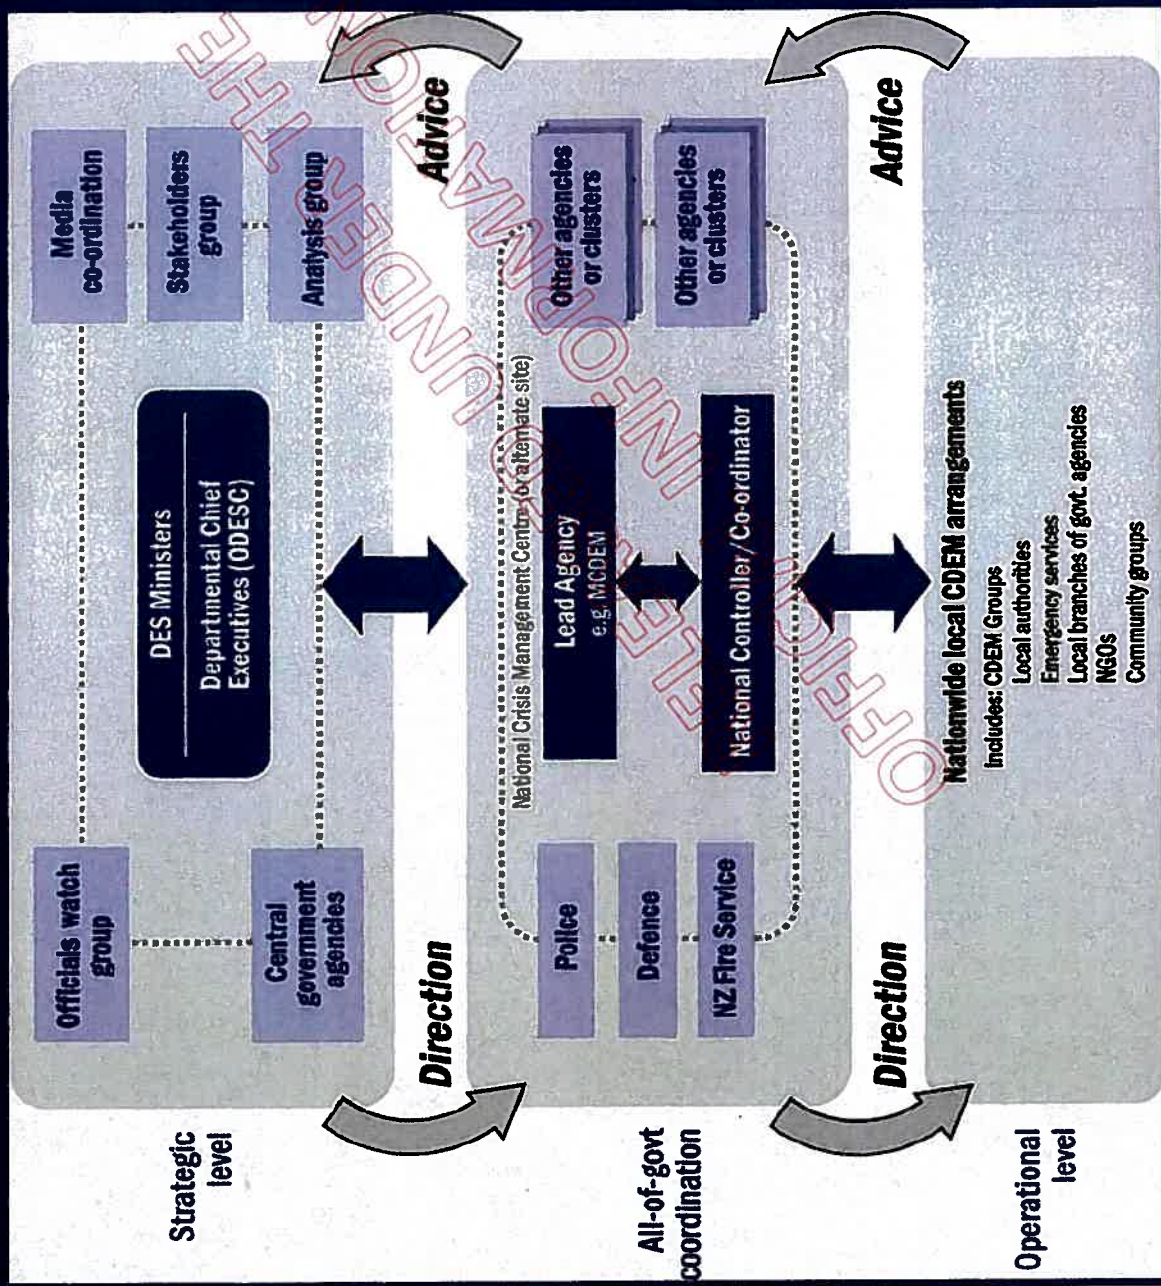 Strategic
level
Officials watch
group
Central
government
agencies
DES Ministers
Departmental Chief
Executives (ODESC)
Media
co-ordination
Stakeholders
group
Analysis group
Direction
Advice
All-of-govt
coordination
National Crisis Management Centre (or alternate site)
Police
Defence
NZ Fire Service
Lead Agency
e.g. MCDEM
National Controller/Co-ordinator
Other agencies
or clusters
Other agencies
or clusters
Direction
Advice
Operational
level
Nationwide local CDEM arrangements
Includes: CDEM Groups
Local authorities
Emergency services
Local branches of govt. agencies
NGOs
Community groups
UNDER THE
OFFICIAL INFORMATION